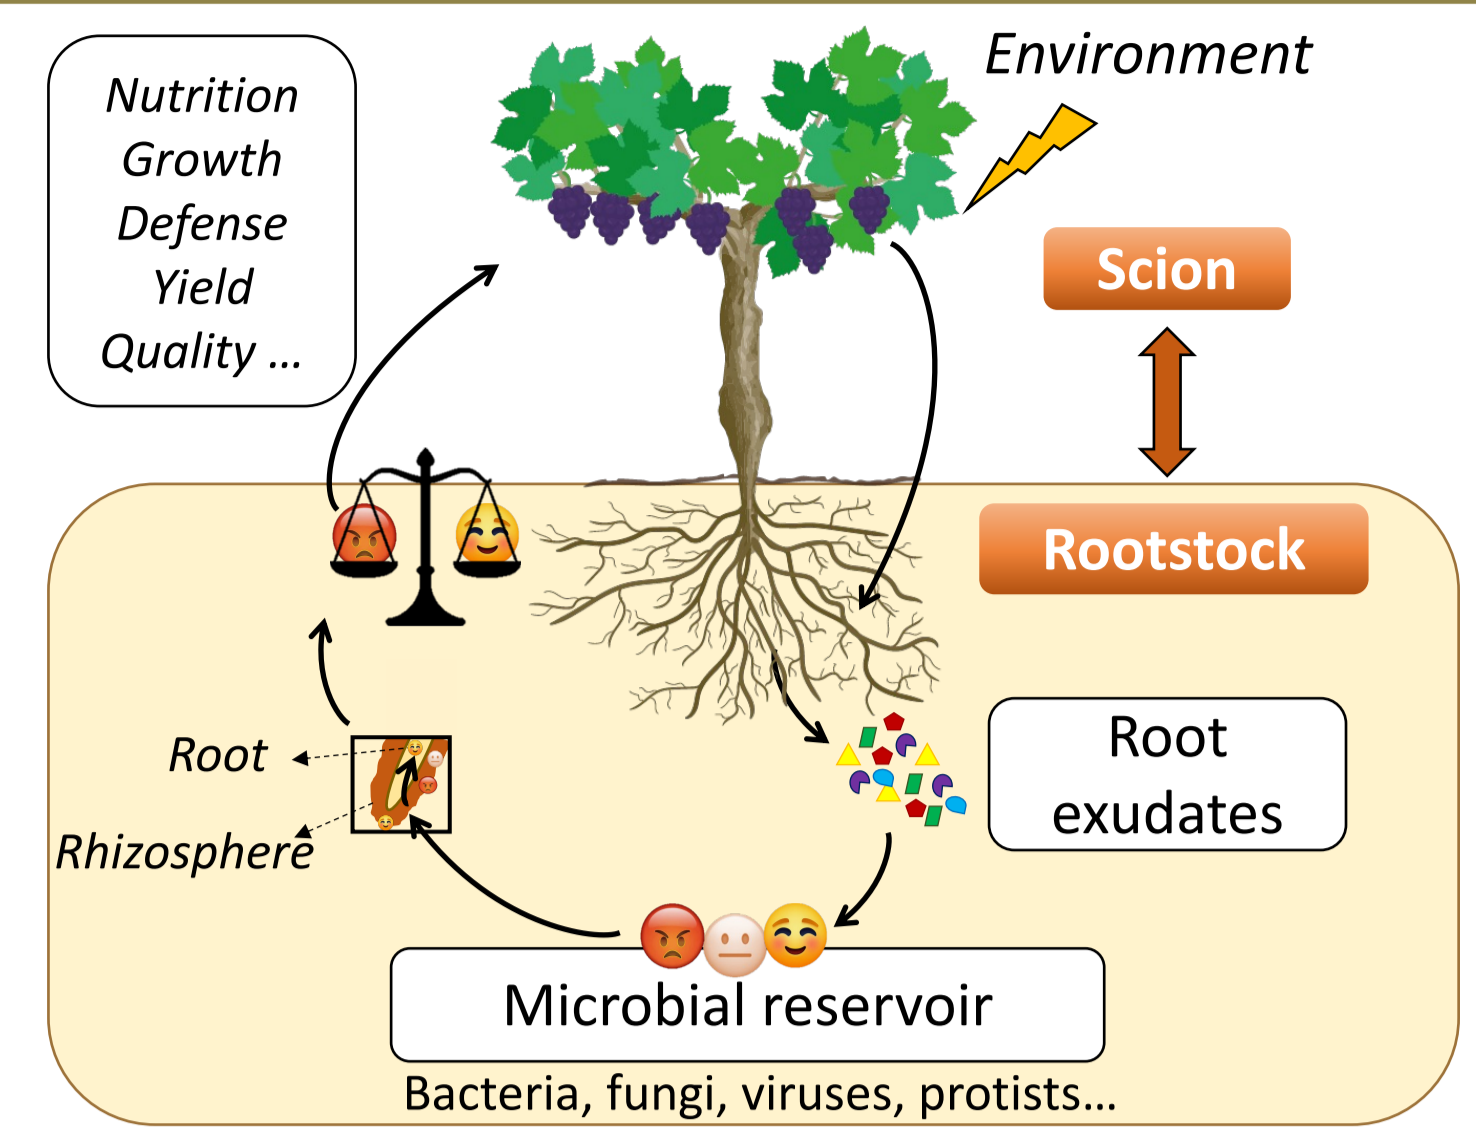 Nutrition
Growth
Defense
Yield
Quality ...
Environment
Scion
Rootstock
Root
exudates
Root
Rhizosphere
Microbial reservoir
Bacteria, fungi, viruses, protists...